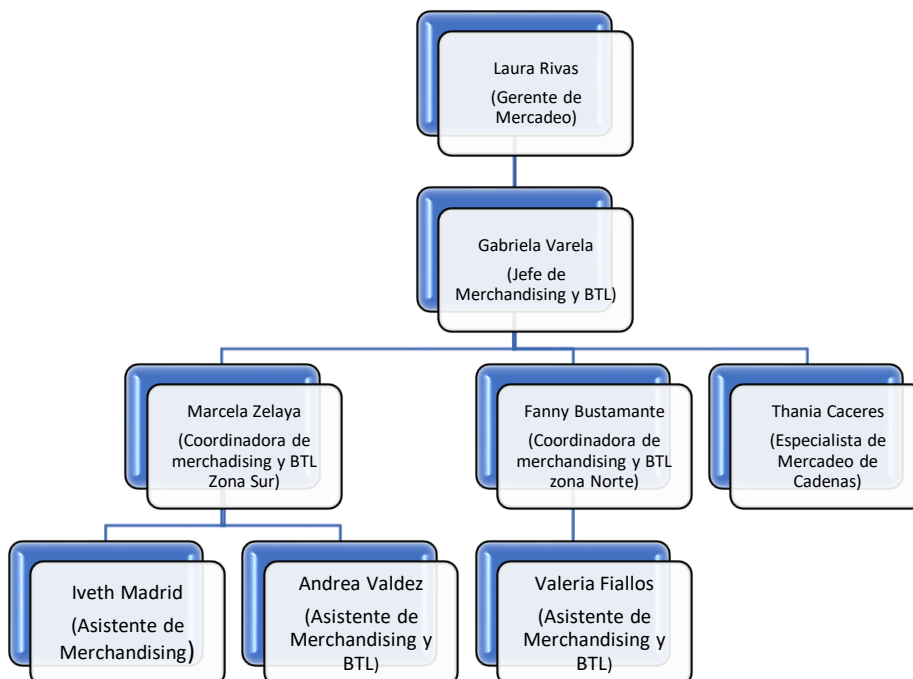 Laura Rivas
(Gerente de
Mercadeo)
Gabriela Varela
(Jefe de
Merchandising y BTL)
Marcela Zelaya
(Coordinadora de
merchadising y BTL
Zona Sur)
Fanny Bustamante
(Coordinadora de
merchandising y BTL
zona Norte)
Thania Caceres
(Especialista de
Mercadeo de
Cadenas)
Iveth Madrid
(Asistente de
Merchandising)
Andrea Valdez
(Asistente de
Merchandising y
BTL)
Valeria Fiallos
(Asistente de
Merchandising y
BTL)